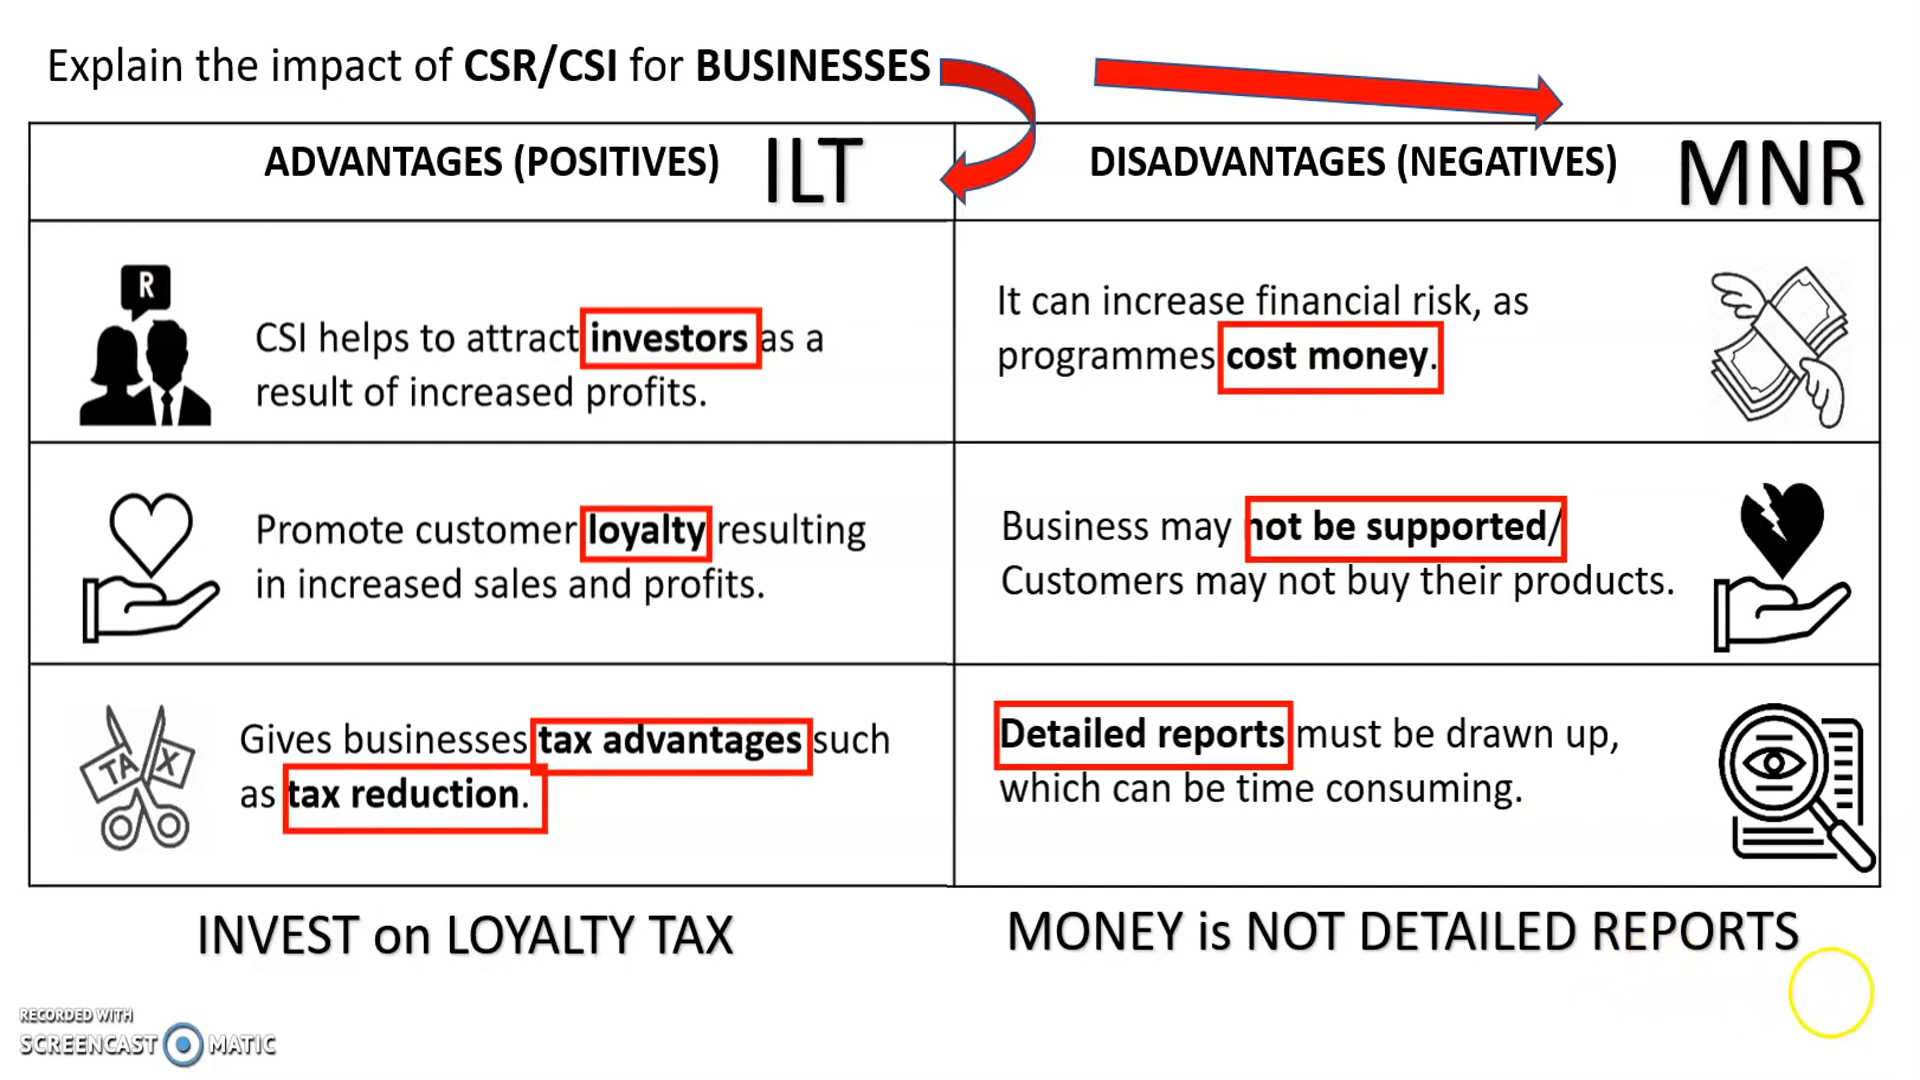 Explain the impact of CSR/CSI for BUSINESSES
ADVANTAGES (POSITIVES) ILT
DISADVANTAGES (NEGATIVES) MNR
R
CSI helps to attract investors as a
result of increased profits.
It can increase financial risk, as
programmes cost money.
Promote customer loyalty resulting
in increased sales and profits.
Business may not be supported/
Customers may not buy their products.
TAX
Gives businesses tax advantages such
as tax reduction.
Detailed reports must be drawn up,
which can be time consuming.
INVEST on LOYALTY TAX
MONEY is NOT DETAILED REPORTS
RECORDED WITH
SCREENCAST MATIC